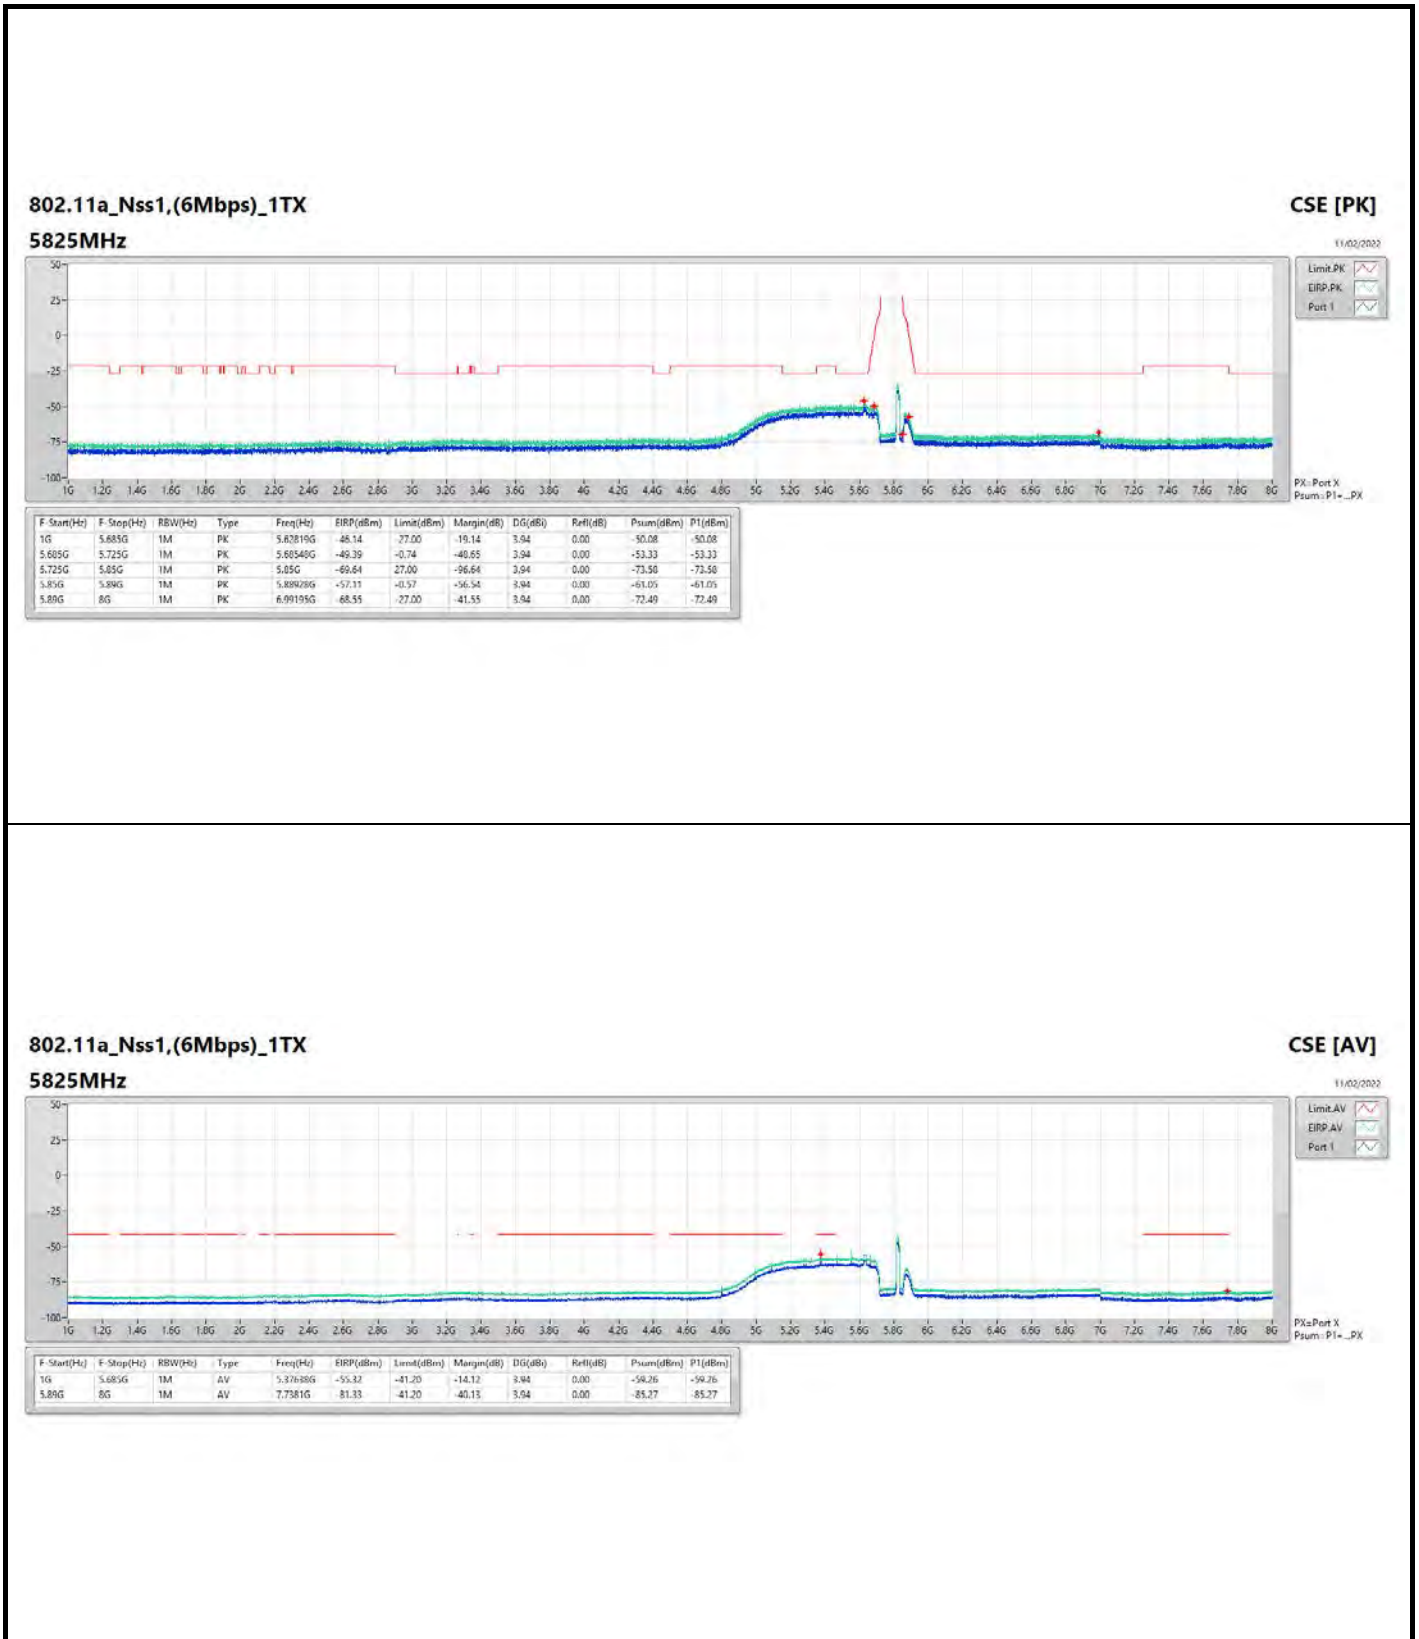 802.11a_Nss1,(6Mbps)_1TX
CSE [PK]
5825MHz
11/02/2022
50
25
0
-25
-50
-75
-100
1G 1.2G 1.4G 1.6G 1.8G 2G 2.2G 2.4G 2.6G 2.8G 3G 3.2G 3.4G 3.6G 3.8G 4G 4.2G 4.4G 4.6G 4.8G 5G 5.2G 5.4G 5.6G 5.8G 6G 6.2G 6.4G 6.6G 6.8G 7G 7.2G 7.4G 7.6G 7.8G 8G
Limit.PK
EIRP.PK
Port 1
PX=Port X
Psum=P1+...PX
F-Start(Hz) F-Stop(Hz) RBW(Hz) Type Freq(Hz) EIRP(dBm) Limit(dBm) Margin(dB) DG(dBi) Refl(dB) Psum(dBm) P1(dBm)
1G 5.685G 1M PK 5.62819G -46.14 -27.00 -19.14 3.94 0.00 -50.08 -50.08
5.685G 5.725G 1M PK 5.68548G -49.39 -0.74 -48.65 3.94 0.00 -53.33 -53.33
5.725G 5.85G 1M PK 5.85G -69.64 27.00 -96.64 3.94 0.00 -73.58 -73.58
5.85G 5.89G 1M PK 5.88928G -57.11 -0.57 -56.54 3.94 0.00 -61.05 -61.05
5.89G 8G 1M PK 6.99195G -68.55 -27.00 -41.55 3.94 0.00 -72.49 -72.49
802.11a_Nss1,(6Mbps)_1TX
CSE [AV]
5825MHz
11/02/2022
50
25
0
-25
-50
-75
-100
1G 1.2G 1.4G 1.6G 1.8G 2G 2.2G 2.4G 2.6G 2.8G 3G 3.2G 3.4G 3.6G 3.8G 4G 4.2G 4.4G 4.6G 4.8G 5G 5.2G 5.4G 5.6G 5.8G 6G 6.2G 6.4G 6.6G 6.8G 7G 7.2G 7.4G 7.6G 7.8G 8G
Limit.AV
EIRP.AV
Port 1
PX=Port X
Psum=P1+...PX
F-Start(Hz) F-Stop(Hz) RBW(Hz) Type Freq(Hz) EIRP(dBm) Limit(dBm) Margin(dB) DG(dBi) Refl(dB) Psum(dBm) P1(dBm)
1G 5.685G 1M AV 5.37638G -55.32 -41.20 -14.12 3.94 0.00 -59.26 -59.26
5.89G 8G 1M AV 7.7381G -81.33 -41.20 -40.13 3.94 0.00 -85.27 -85.27